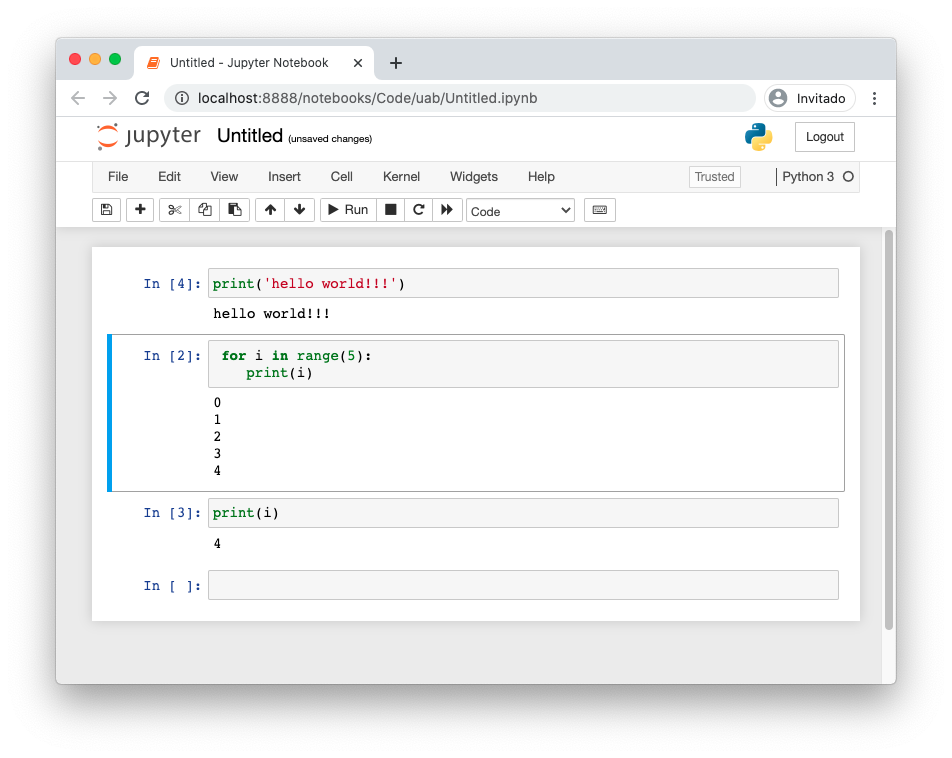 Untitled - Jupyter Notebook
localhost:8888/notebooks/Code/uab/Untitled.ipynb Invitado
jupyter Untitled (unsaved changes) Logout
File Edit View Insert Cell Kernel Widgets Help Trusted Python 3
Run Code
In [4]: print('hello world!!!')
hello world!!!
In [2]: for i in range(5):
print(i)
0
1
2
3
4
In [3]: print(i)
4
In [ ]: